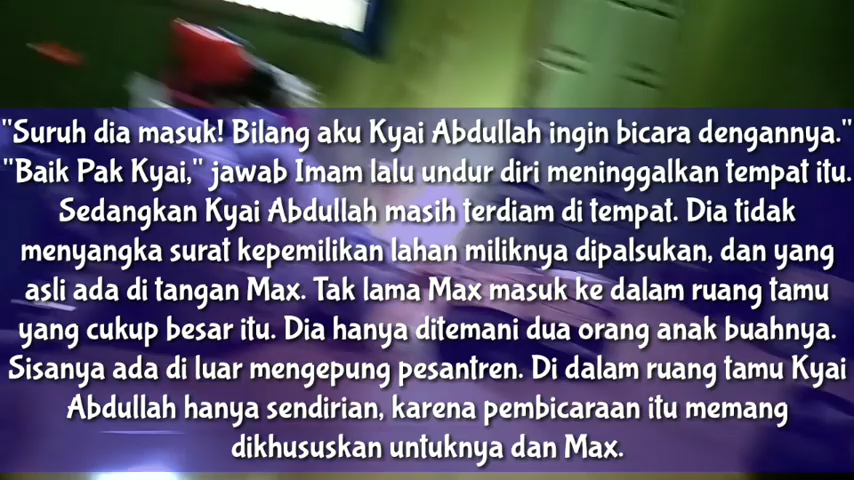 "Suruh dia masuk! Bilang aku Kyai Abdullah ingin bicara dengannya."
"Baik Pak Kyai," jawab Imam lalu undur diri meninggalkan tempat itu.
Sedangkan Kyai Abdullah masih terdiam di tempat. Dia tidak
menyangka surat kepemilikan lahan miliknya dipalsukan, dan yang
asli ada di tangan Max. Tak lama Max masuk ke dalam ruang tamu
yang cukup besar itu. Dia hanya ditemani dua orang anak buahnya.
Sisanya ada di luar mengepung pesantren. Di dalam ruang tamu Kyai
Abdullah hanya sendirian, karena pembicaraan itu memang
dikhususkan untuknya dan Max.